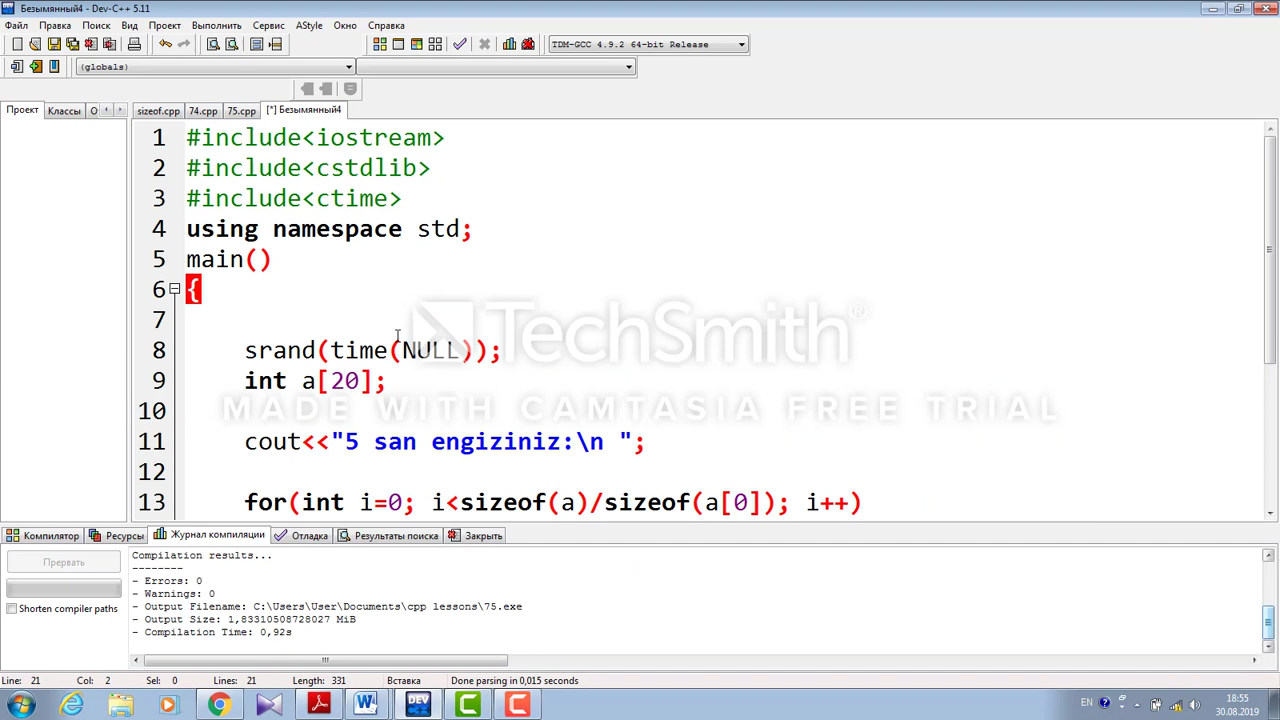 Безымянный4 - Dev-C++ 5.11
Файл Правка Поиск Вид Проект Выполнить Сервис AStyle Окно Справка
TDM-GCC 4.9.2 64-bit Release
(globals)
Проект Классы О
sizeof.cpp 74.cpp 75.cpp [*] Безымянный4
1 #include<iostream>
2 #include<cstdlib>
3 #include<ctime>
4 using namespace std;
5 main()
6 {
7
8 srand(time(NULL));
9 int a[20];
10
11 cout<<"5 san engiziniz:\n ";
12
13 for(int i=0; i<sizeof(a)/sizeof(a[0]); i++)
TechSmith®
MADE WITH CAMTASIA FREE TRIAL
Компилятор Ресурсы Журнал компиляции Отладка Результаты поиска Закрыть
Прервать
Shorten compiler paths
Compilation results...
--------
- Errors: 0
- Warnings: 0
- Output Filename: C:\Users\User\Documents\cpp lessons\75.exe
- Output Size: 1,83310508728027 MiB
- Compilation Time: 0,92s
Line: 21 Col: 2 Sel: 0 Lines: 21 Length: 331 Вставка Done parsing in 0,015 seconds
DEV
EN 18:55
30.08.2019